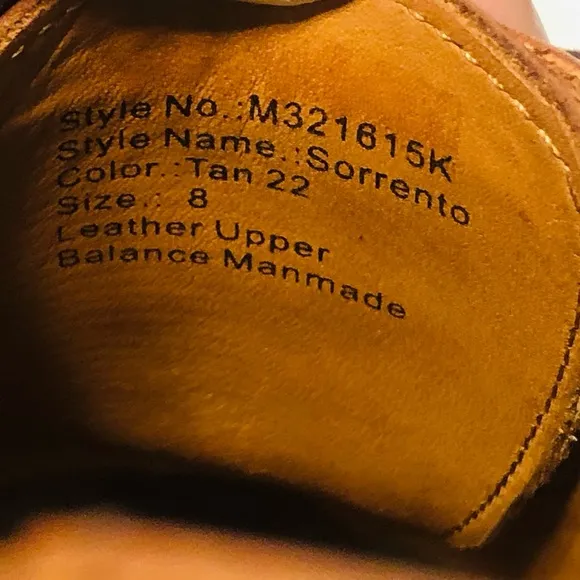 Style No.:M321615K
Style Name.:Sorrento
Color.:Tan 22
Size.: 8
Leather Upper
Balance Manmade